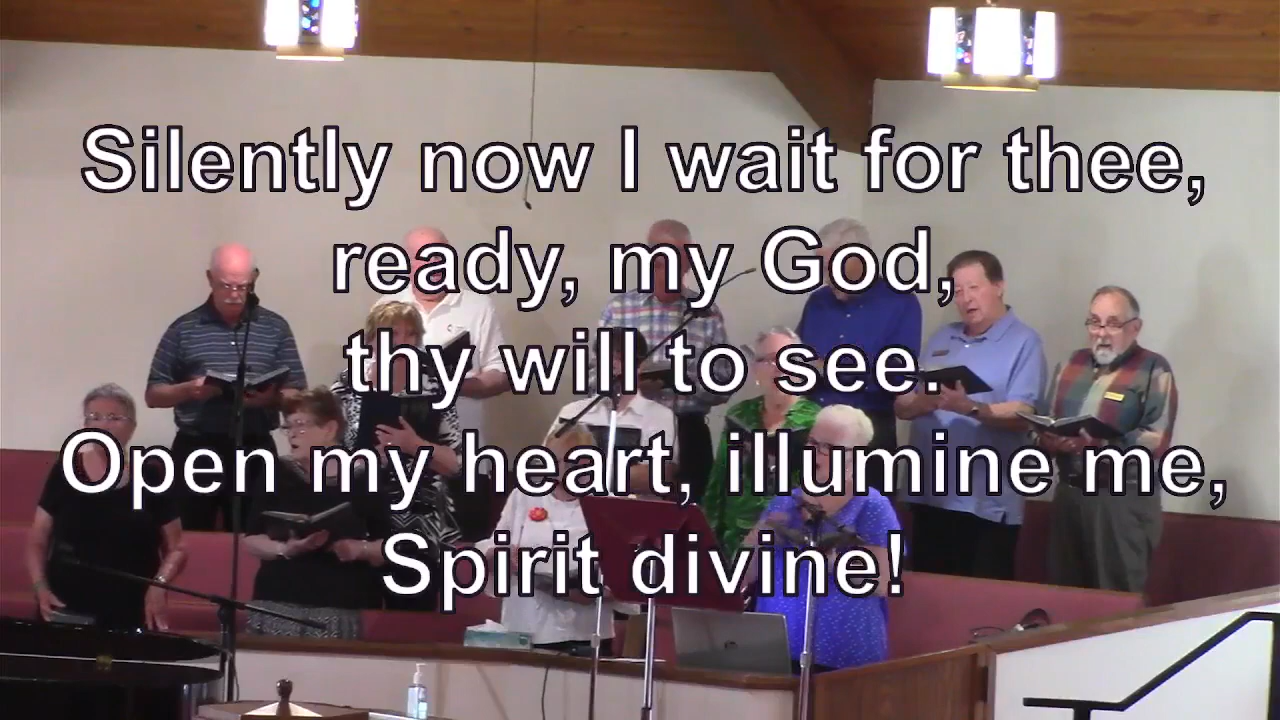 Silently now I wait for thee,
ready, my God,
thy will to see.
Open my heart, illumine me,
Spirit divine!